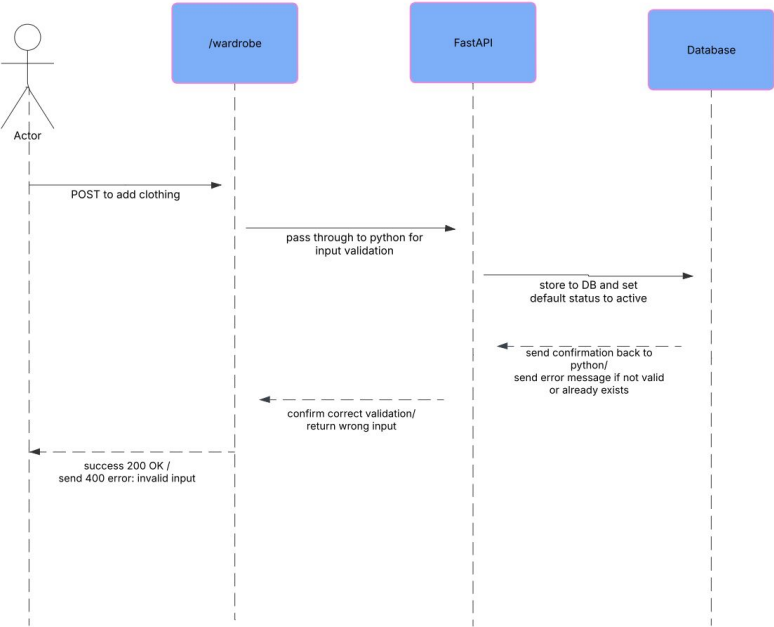 /wardrobe
FastAPI
Database
Actor
POST to add clothing
pass through to python for
input validation
store to DB and set
default status to active
send confirmation back to
python/
send error message if not valid
or already exists
confirm correct validation/
return wrong input
success 200 OK /
send 400 error: invalid input